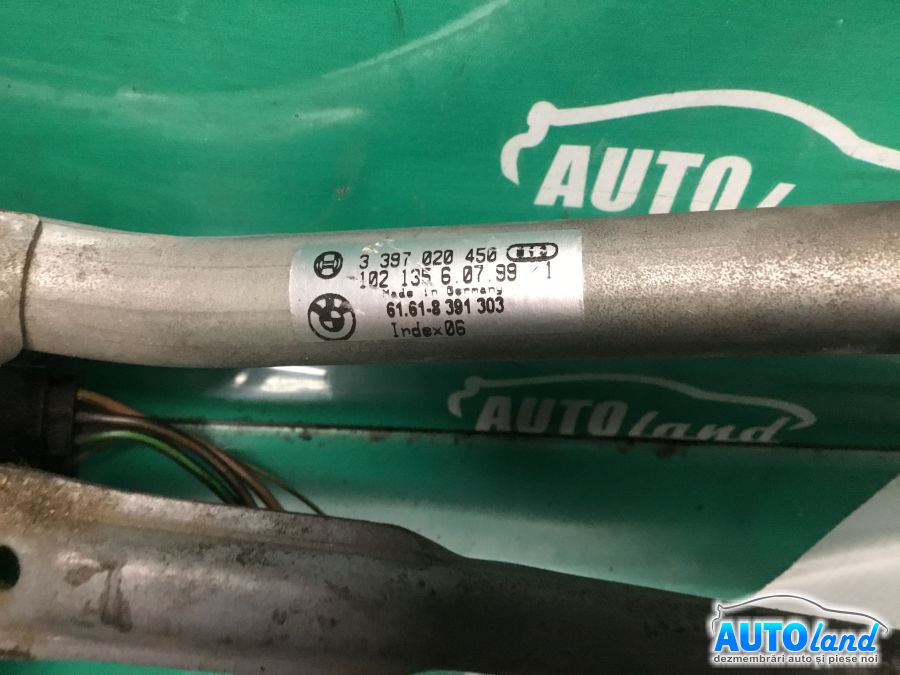 AUTO
land
3 397 020 450
102 135 6.07.99 1
Made in Germany
61.61-8 391 303
Index06
AUTOland
AUTOland
dezmembrări auto și piese noi